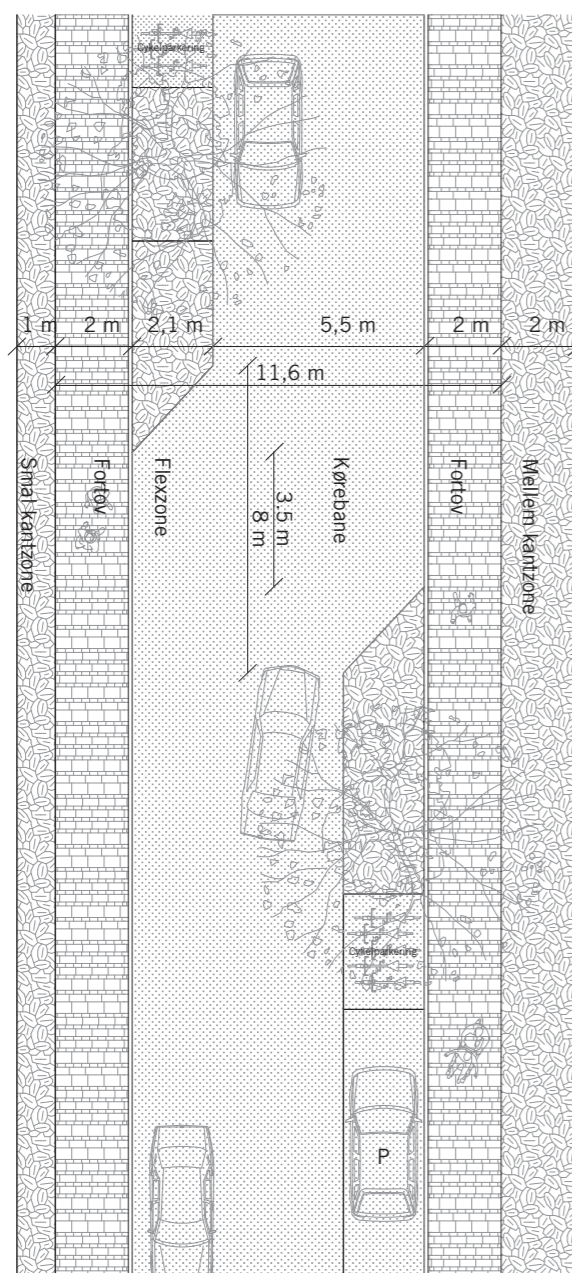 Cykelparkering
1 m
2 m
2,1 m
5,5 m
2 m
2 m
11,6 m
Smal kantzone
Fortov
Flexzone
8 m
3.5 m
Kørebane
Fortov
Mellem kantzone
Cykelparkering
P